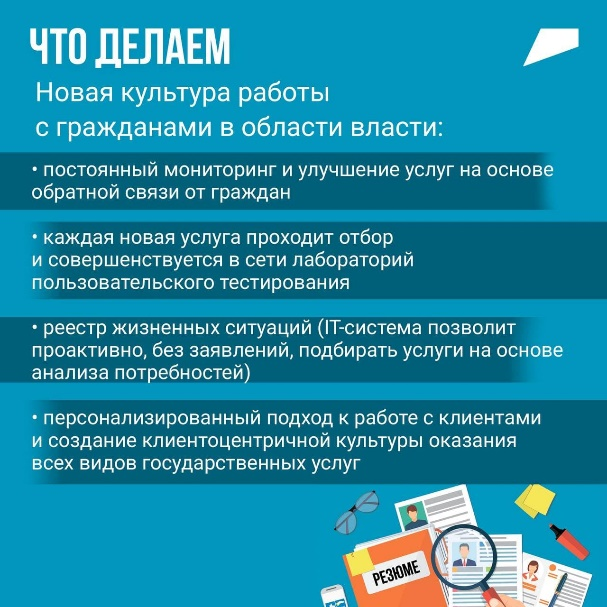 ЧТО ДЕЛАЕМ
Новая культура работы
с гражданами в области власти:
• постоянный мониторинг и улучшение услуг на основе
обратной связи от граждан
• каждая новая услуга проходит отбор
и совершенствуется в сети лабораторий
пользовательского тестирования
• реестр жизненных ситуаций (IT-система позволит
проактивно, без заявлений, подбирать услуги на основе
анализа потребностей)
• персонализированный подход к работе с клиентами
и создание клиентоцентричной культуры оказания
всех видов государственных услуг
РЕЗЮМЕ